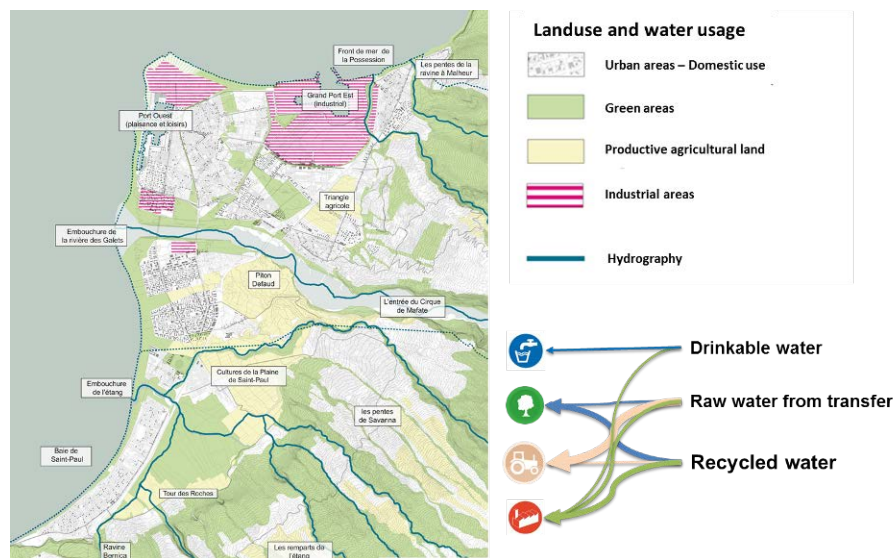 Front de mer de
la Possession
Les pentes de la
ravine à Malheur
Grand Port Est
(industriel)
Port Ouest
(plaisance et loisirs)
Triangle
agricole
Embouchure de
la rivière des Galets
Piton
Defaud
L'entrée du Cirque
de Mafate
Embouchure
de l'étang
Cultures de la Plaine
de Saint-Paul
les pentes
de Savanna
Baie de
Saint-Paul
Tour des Roches
Ravine
Bernica
Les remparts de
l'étang
Landuse and water usage
Urban areas – Domestic use
Green areas
Productive agricultural land
Industrial areas
Hydrography
Drinkable water
Raw water from transfer
Recycled water